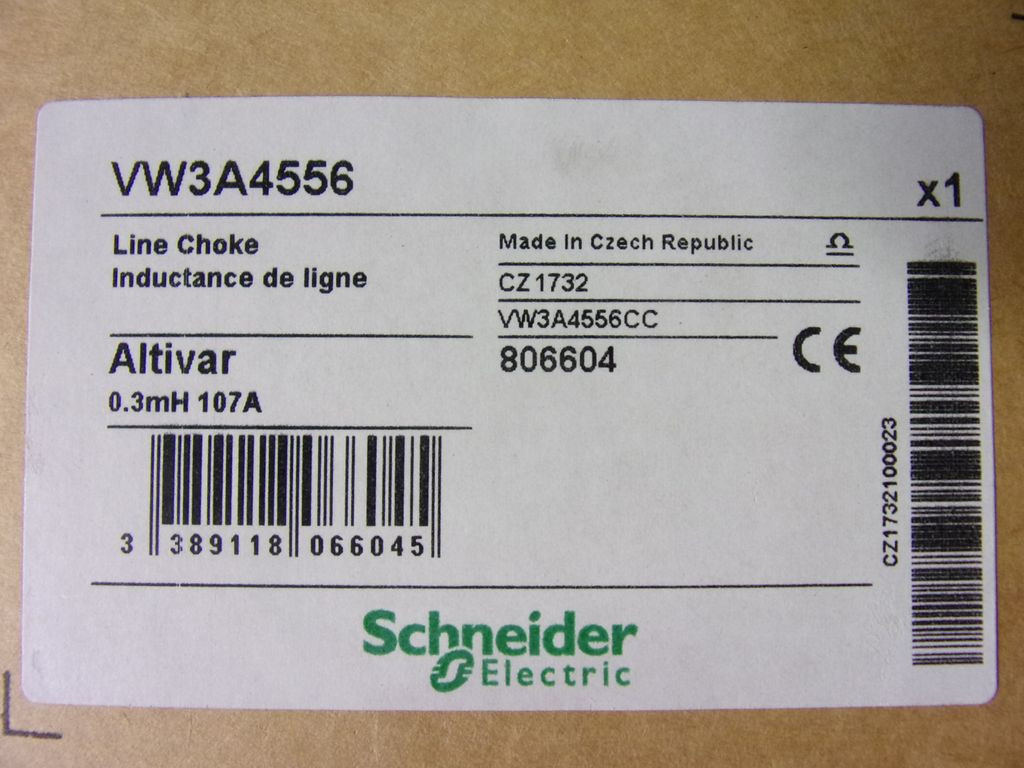 VW3A4556
x1
Line Choke
Inductance de ligne
Made In Czech Republic
CZ 1732
VW3A4556CC
806604
CE
Altivar
0.3mH 107A
3 389118 066045
CZ1732100023
Schneider
Electric